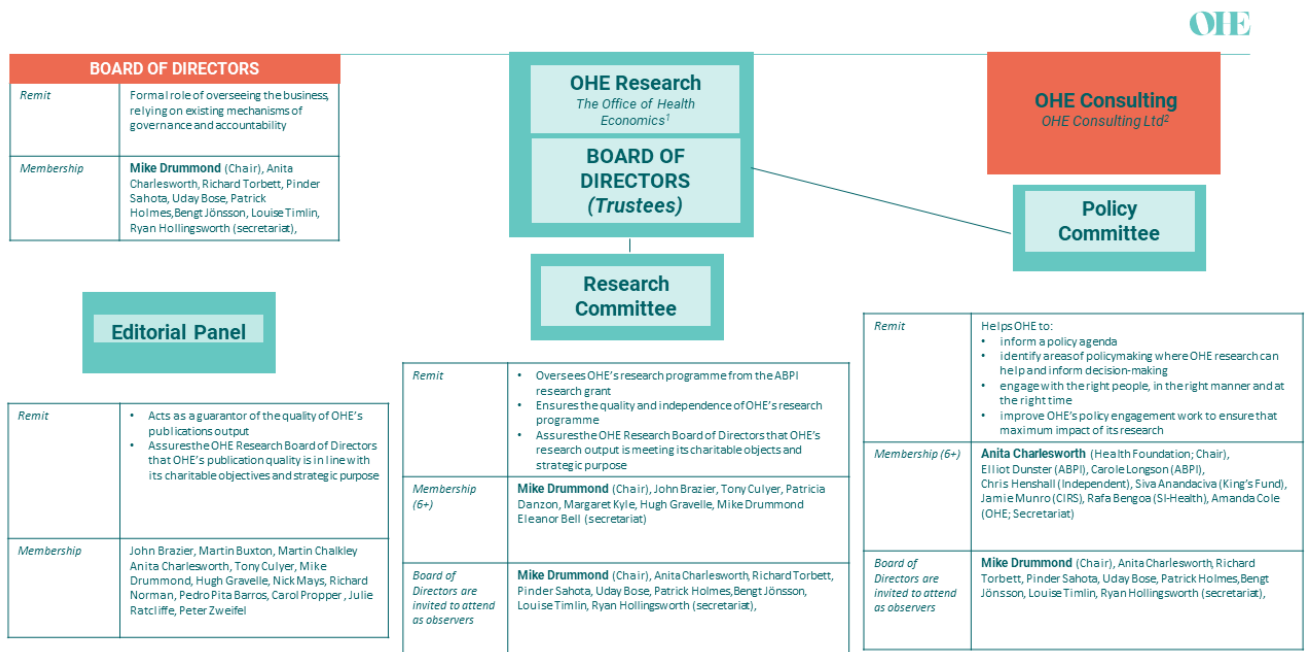 OHE
BOARD OF DIRECTORS
Remit
Formal role of overseeing the business,
relying on existing mechanisms of
governance and accountability
Membership
Mike Drummond (Chair), Anita
Charlesworth, Richard Torbett, Pinder
Sahota, Uday Bose, Patrick
Holmes,Bengt Jönsson, Louise Timlin,
Ryan Hollingsworth (secretariat),
OHE Research
The Office of Health
Economics¹
BOARD OF
DIRECTORS
(Trustees)
OHE Consulting
OHE Consulting Ltd²
Policy
Committee
Research
Committee
Editorial Panel
Remit
• Acts as a guarantor of the quality of OHE's
publications output
• Assures the OHE Research Board of Directors
that OHE's publication quality is in line with
its charitable objectives and strategic purpose
Membership
John Brazier, Martin Buxton, Martin Chalkley
Anita Charlesworth, Tony Culyer, Mike
Drummond, Hugh Gravelle, Nick Mays, Richard
Norman, Pedro Pita Barros, Carol Propper , Julie
Ratcliffe, Peter Zweifel
Remit
• Oversees OHE's research programme from the ABPI
research grant
• Ensures the quality and independence of OHE's research
programme
• Assures the OHE Research Board of Directors that OHE's
research output is meeting its charitable objects and
strategic purpose
Membership
(6+)
Mike Drummond (Chair), John Brazier, Tony Culyer, Patricia
Danzon, Margaret Kyle, Hugh Gravelle, Mike Drummond
Eleanor Bell (secretariat)
Board of
Directors are
invited to attend
as observers
Mike Drummond (Chair), Anita Charlesworth, Richard Torbett,
Pinder Sahota, Uday Bose, Patrick Holmes,Bengt Jönsson,
Louise Timlin, Ryan Hollingsworth (secretariat),
Remit
Helps OHE to:
• inform a policy agenda
• identify areas of policymaking where OHE research can
help and inform decision-making
• engage with the right people, in the right manner and at
the right time
• improve OHE's policy engagement work to ensure that
maximum impact of its research
Membership (6+)
Anita Charlesworth (Health Foundation; Chair),
Elliot Dunster (ABPI), Carole Longson (ABPI),
Chris Henshall (Independent), Siva Anandaciva (King's Fund),
Jamie Munro (CIRS), Rafa Bengoa (SI-Health), Amanda Cole
(OHE; Secretariat)
Board of
Directors are
invited to attend
as observers
Mike Drummond (Chair), Anita Charlesworth, Richard
Torbett, Pinder Sahota, Uday Bose, Patrick Holmes,Bengt
Jönsson, Louise Timlin, Ryan Hollingsworth (secretariat),